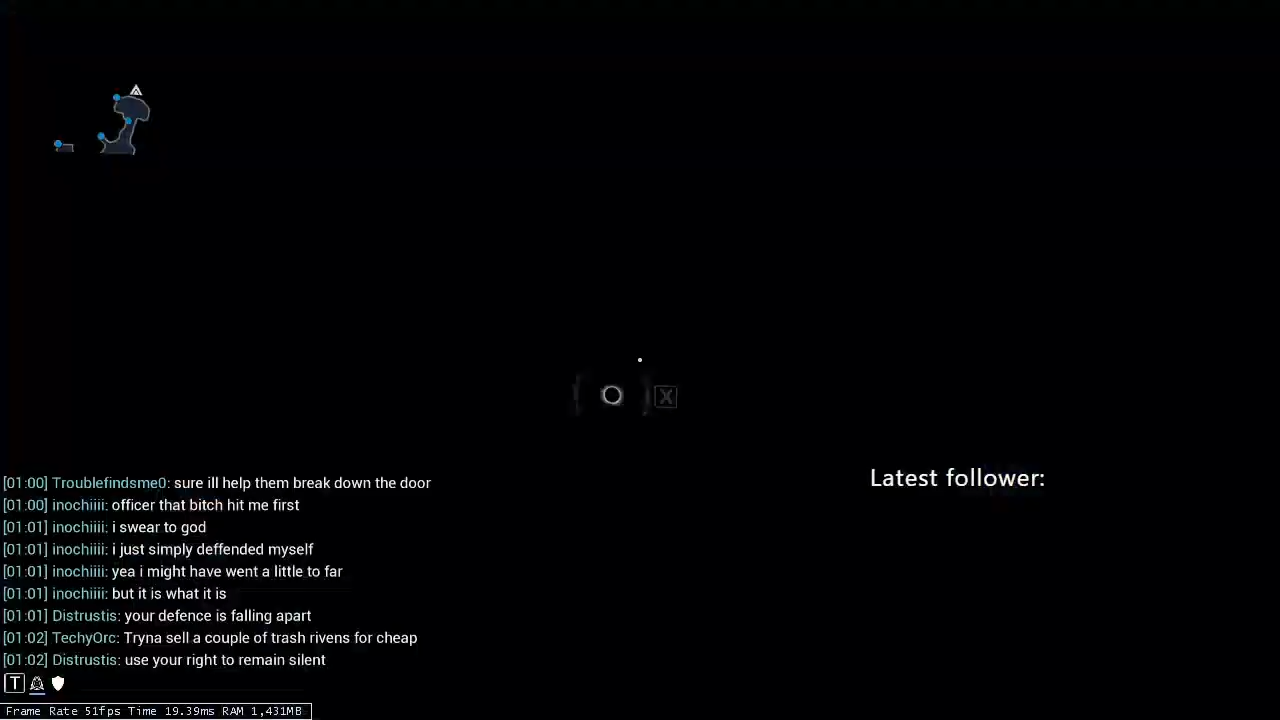 X
Latest follower:
[01:00] Troublefindsme0: sure ill help them break down the door
[01:00] inochiiii: officer that bitch hit me first
[01:01] inochiiii: i swear to god
[01:01] inochiiii: i just simply deffended myself
[01:01] inochiiii: yea i might have went a little to far
[01:01] inochiiii: but it is what it is
[01:01] Distrustis: your defence is falling apart
[01:02] TechyOrc: Tryna sell a couple of trash rivens for cheap
[01:02] Distrustis: use your right to remain silent
T
Frame Rate 51fps Time 19.39ms RAM 1,431MB